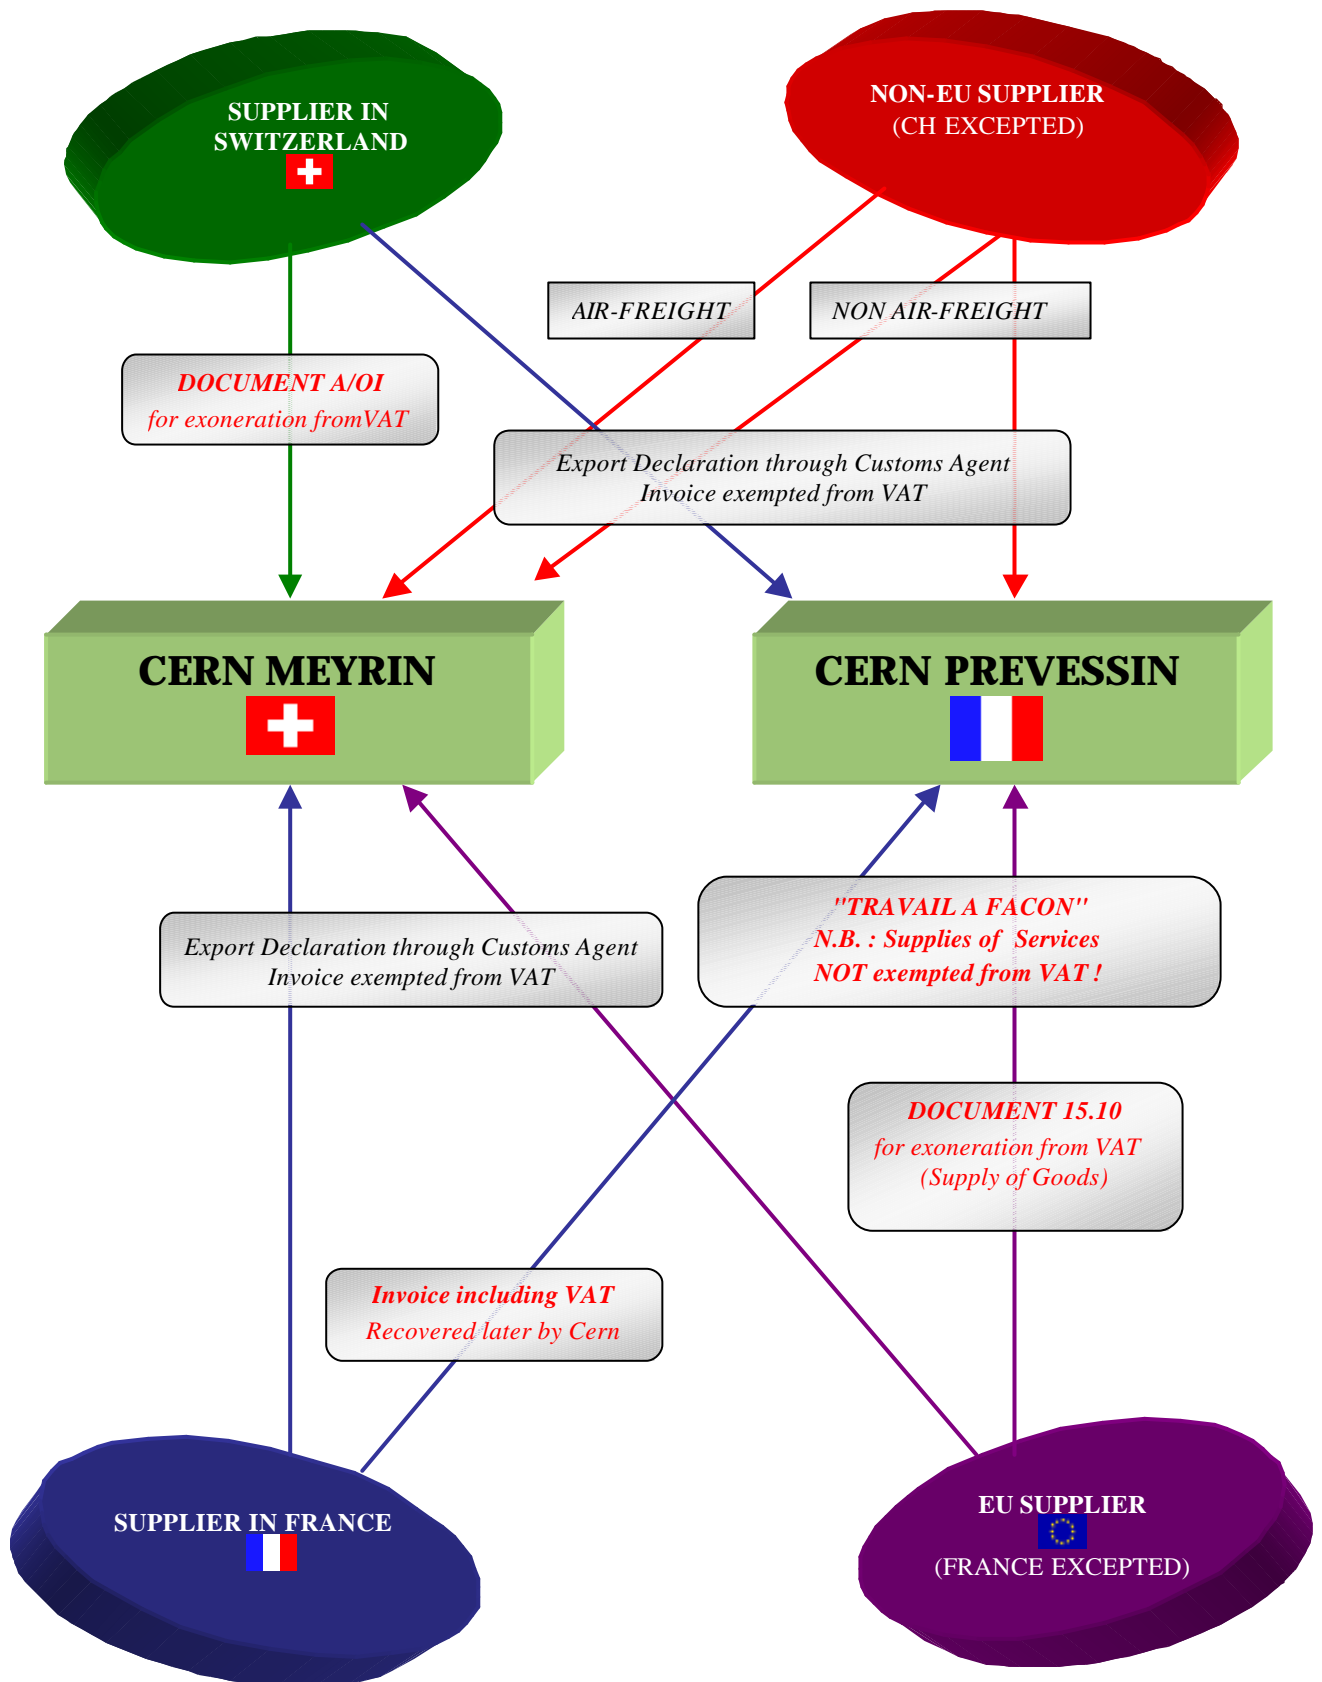 SUPPLIER IN
SWITZERLAND
NON-EU SUPPLIER
(CH EXCEPTED)
AIR-FREIGHT
NON AIR-FREIGHT
DOCUMENT A/OI
for exoneration fromVAT
Export Declaration through Customs Agent
Invoice exempted from VAT
CERN MEYRIN
CERN PREVESSIN
"TRAVAIL A FACON"
N.B. : Supplies of Services
NOT exempted from VAT !
Export Declaration through Customs Agent
Invoice exempted from VAT
DOCUMENT 15.10
for exoneration from VAT
(Supply of Goods)
Invoice including VAT
Recovered later by Cern
SUPPLIER IN FRANCE
EU SUPPLIER
(FRANCE EXCEPTED)